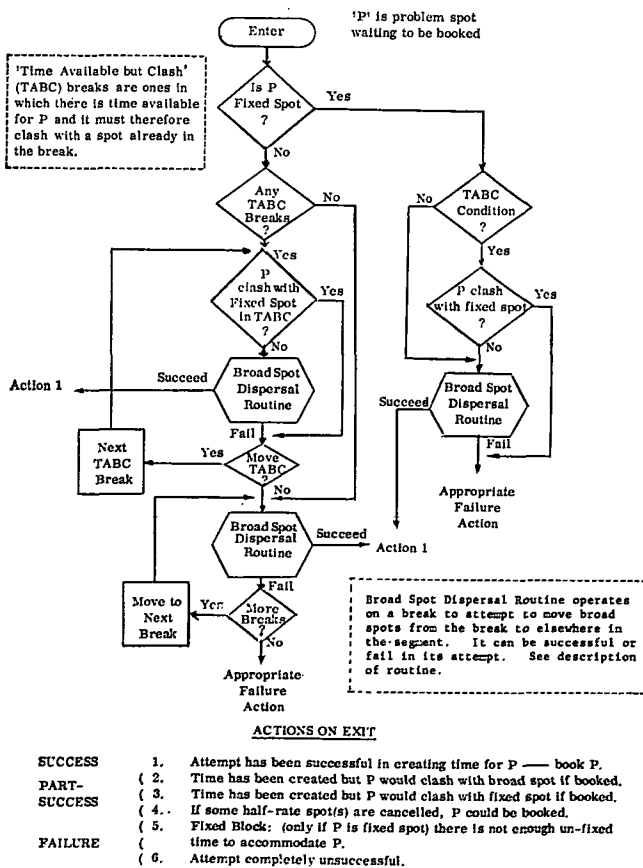 'P' is problem spot
waiting to be booked
Enter
'Time Available but Clash'
(TABC) breaks are ones in
which there is time available
for P and it must therefore
clash with a spot already in
the break.
Is P
Fixed Spot
?
Yes
No
Any
TABC
Breaks
?
No
Yes
TABC
Condition
?
No
Yes
P
clash with
Fixed Spot
in TABC
?
Yes
No
P clash
with fixed spot
?
Yes
No
Action 1
Succeed
Broad Spot
Dispersal
Routine
Fail
Succeed
Broad Spot
Dispersal
Routine
Fail
Next
TABC
Break
Yes
Move
TABC
?
No
Appropriate
Failure
Action
Broad Spot
Dispersal
Routine
Succeed
Action 1
Fail
Move to
Next
Break
Yes
More
Breaks
?
No
Appropriate
Failure
Action
Broad Spot Dispersal Routine operates
on a break to attempt to move broad
spots from the break to elsewhere in
the segment. It can be successful or
fail in its attempt. See description
of routine.
ACTIONS ON EXIT
SUCCESS 1. Attempt has been successful in creating time for P — book P.
PART-
SUCCESS
( 2. Time has been created but P would clash with broad spot if booked.
( 3. Time has been created but P would clash with fixed spot if booked.
( 4.. If some half-rate spot(s) are cancelled, P could be booked.
FAILURE
( 5. Fixed Block: (only if P is fixed spot) there is not enough un-fixed
( time to accommodate P.
( 6. Attempt completely unsuccessful.